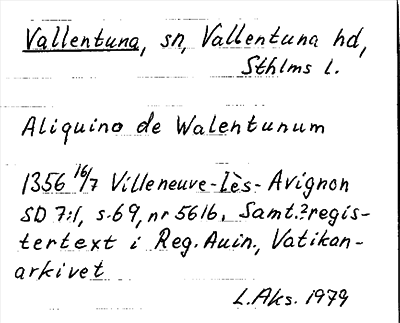 Vallentuna, sn, Vallentuna hd,
Sthlms l.
Aliquino de Walentunum
1356 16/7 Villeneuve-lès-Avignon
SD 7:1, s.69, nr 5616. Samt.? regis-
tertext i Reg. Auin., Vatikan-
arkivet
L.Aks. 1979